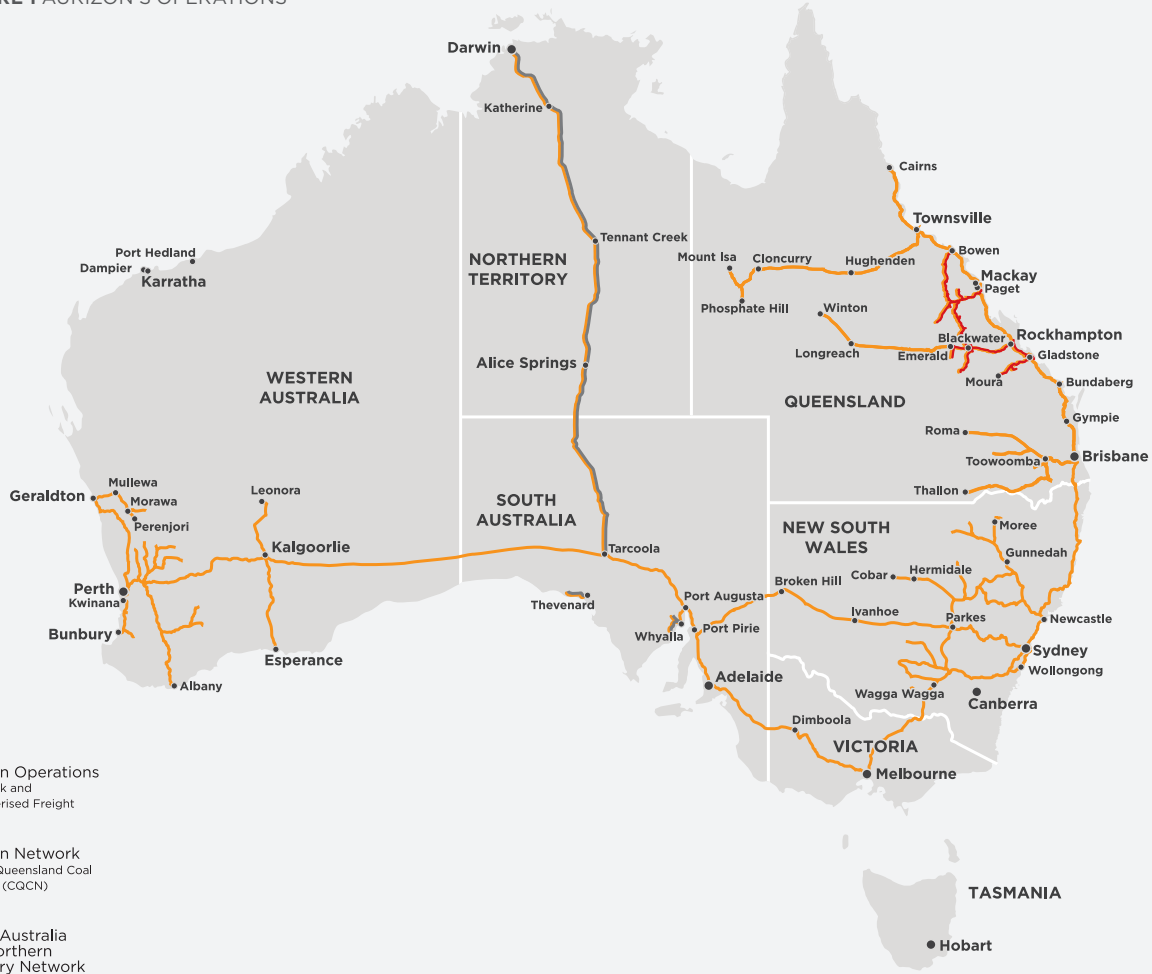 AURIZON'S OPERATIONS
Darwin
Katherine
Cairns
Townsville
Tennant Creek
Bowen
Port Hedland
Dampier
Karratha
NORTHERN
TERRITORY
Mount Isa
Cloncurry
Hughenden
Mackay
Paget
Phosphate Hill
Winton
Rockhampton
Blackwater
Longreach
Emerald
Gladstone
Alice Springs
Moura
Bundaberg
WESTERN
AUSTRALIA
QUEENSLAND
Gympie
Roma
Toowoomba
Brisbane
Thallon
Mullewa
Geraldton
Morawa
Perenjori
Leonora
SOUTH
AUSTRALIA
NEW SOUTH
WALES
Moree
Kalgoorlie
Tarcoola
Gunnedah
Cobar
Hermidale
Broken Hill
Perth
Kwinana
Port Augusta
Thevenard
Ivanhoe
Parkes
Newcastle
Bunbury
Whyalla
Port Pirie
Sydney
Esperance
Wollongong
Adelaide
Albany
Wagga Wagga
Canberra
Dimboola
VICTORIA
Melbourne
n Operations
k and
rised Freight
n Network
Queensland Coal
(CQCN)
TASMANIA
Australia
orthern
ry Network
Hobart